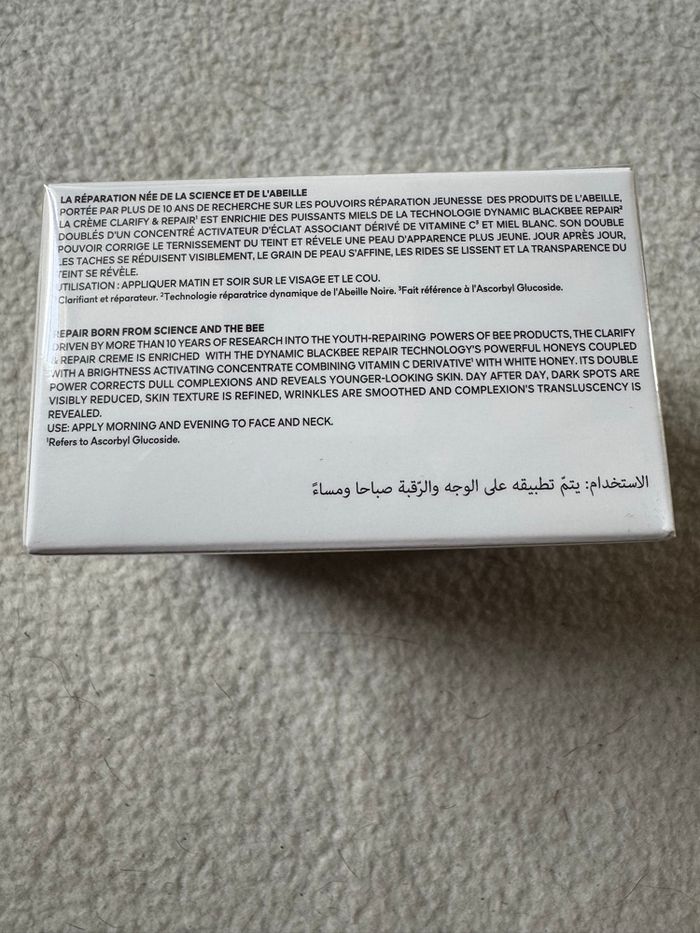 LA RÉPARATION NÉE DE LA SCIENCE ET DE L'ABEILLE
PORTÉE PAR PLUS DE 10 ANS DE RECHERCHE SUR LES POUVOIRS RÉPARATION JEUNESSE DES PRODUITS DE L'ABEILLE,
LA CRÈME CLARIFY & REPAIR¹ EST ENRICHIE DES PUISSANTS MIELS DE LA TECHNOLOGIE DYNAMIC BLACKBEE REPAIR²
DOUBLÉS D'UN CONCENTRÉ ACTIVATEUR D'ÉCLAT ASSOCIANT DÉRIVÉ DE VITAMINE C³ ET MIEL BLANC. SON DOUBLE
POUVOIR CORRIGE LE TERNISSEMENT DU TEINT ET RÉVÈLE UNE PEAU D'APPARENCE PLUS JEUNE. JOUR APRÈS JOUR,
LES TACHES SE RÉDUISENT VISIBLEMENT, LE GRAIN DE PEAU S'AFFINE, LES RIDES SE LISSENT ET LA TRANSPARENCE DU
TEINT SE RÉVÈLE.
UTILISATION : APPLIQUER MATIN ET SOIR SUR LE VISAGE ET LE COU.
¹Clarifiant et réparateur. ²Technologie réparatrice dynamique de l'Abeille Noire. ³Fait référence à l'Ascorbyl Glucoside.
REPAIR BORN FROM SCIENCE AND THE BEE
DRIVEN BY MORE THAN 10 YEARS OF RESEARCH INTO THE YOUTH-REPAIRING POWERS OF BEE PRODUCTS, THE CLARIFY
& REPAIR CREME IS ENRICHED WITH THE DYNAMIC BLACKBEE REPAIR TECHNOLOGY'S POWERFUL HONEYS COUPLED
WITH A BRIGHTNESS ACTIVATING CONCENTRATE COMBINING VITAMIN C DERIVATIVE¹ WITH WHITE HONEY. ITS DOUBLE
POWER CORRECTS DULL COMPLEXIONS AND REVEALS YOUNGER-LOOKING SKIN. DAY AFTER DAY, DARK SPOTS ARE
VISIBLY REDUCED, SKIN TEXTURE IS REFINED, WRINKLES ARE SMOOTHED AND COMPLEXION'S TRANSLUCENCY IS
REVEALED.
USE: APPLY MORNING AND EVENING TO FACE AND NECK.
¹Refers to Ascorbyl Glucoside.
الاستخدام: يتمّ تطبيقه على الوجه والرّقبة صباحا ومساءً